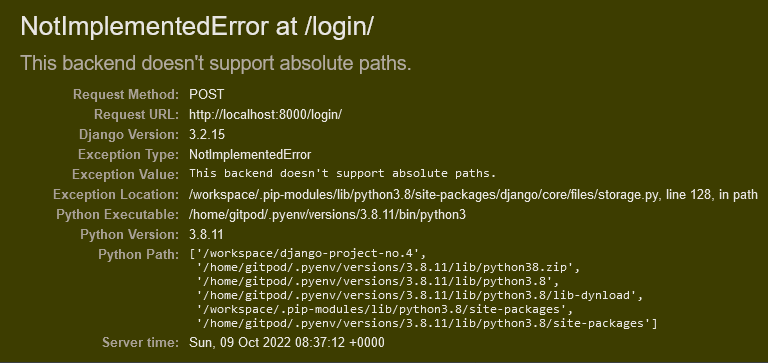 NotImplementedError at /login/
This backend doesn't support absolute paths.
Request Method: POST
Request URL: http://localhost:8000/login/
Django Version: 3.2.15
Exception Type: NotImplementedError
Exception Value: This backend doesn't support absolute paths.
Exception Location: /workspace/.pip-modules/lib/python3.8/site-packages/django/core/files/storage.py, line 128, in path
Python Executable: /home/gitpod/.pyenv/versions/3.8.11/bin/python3
Python Version: 3.8.11
Python Path: ['/workspace/django-project-no.4',
'/home/gitpod/.pyenv/versions/3.8.11/lib/python38.zip',
'/home/gitpod/.pyenv/versions/3.8.11/lib/python3.8',
'/home/gitpod/.pyenv/versions/3.8.11/lib/python3.8/lib-dynload',
'/workspace/.pip-modules/lib/python3.8/site-packages',
'/home/gitpod/.pyenv/versions/3.8.11/lib/python3.8/site-packages']
Server time: Sun, 09 Oct 2022 08:37:12 +0000